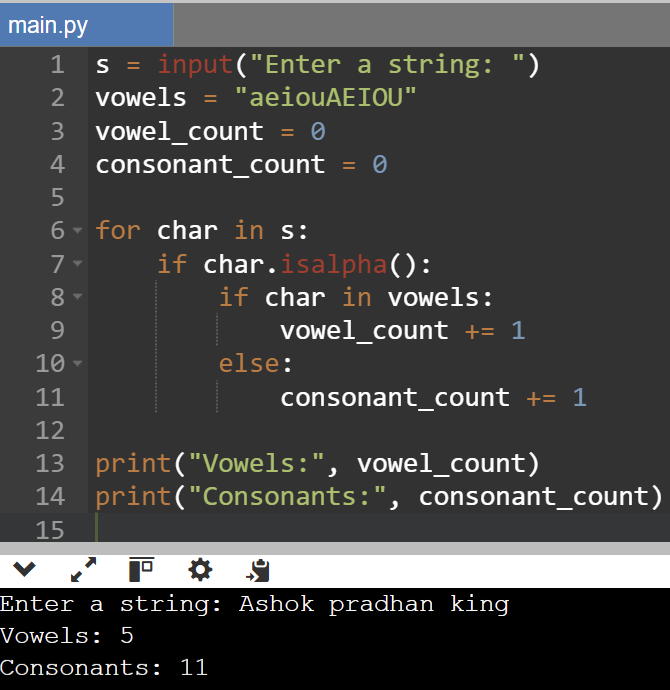 main.py
1 s = input("Enter a string: ")
2 vowels = "aeiouAEIOU"
3 vowel_count = 0
4 consonant_count = 0
5
6 for char in s:
7     if char.isalpha():
8         if char in vowels:
9             vowel_count += 1
10         else:
11             consonant_count += 1
12
13 print("Vowels:", vowel_count)
14 print("Consonants:", consonant_count)
15
Enter a string: Ashok pradhan king
Vowels: 5
Consonants: 11